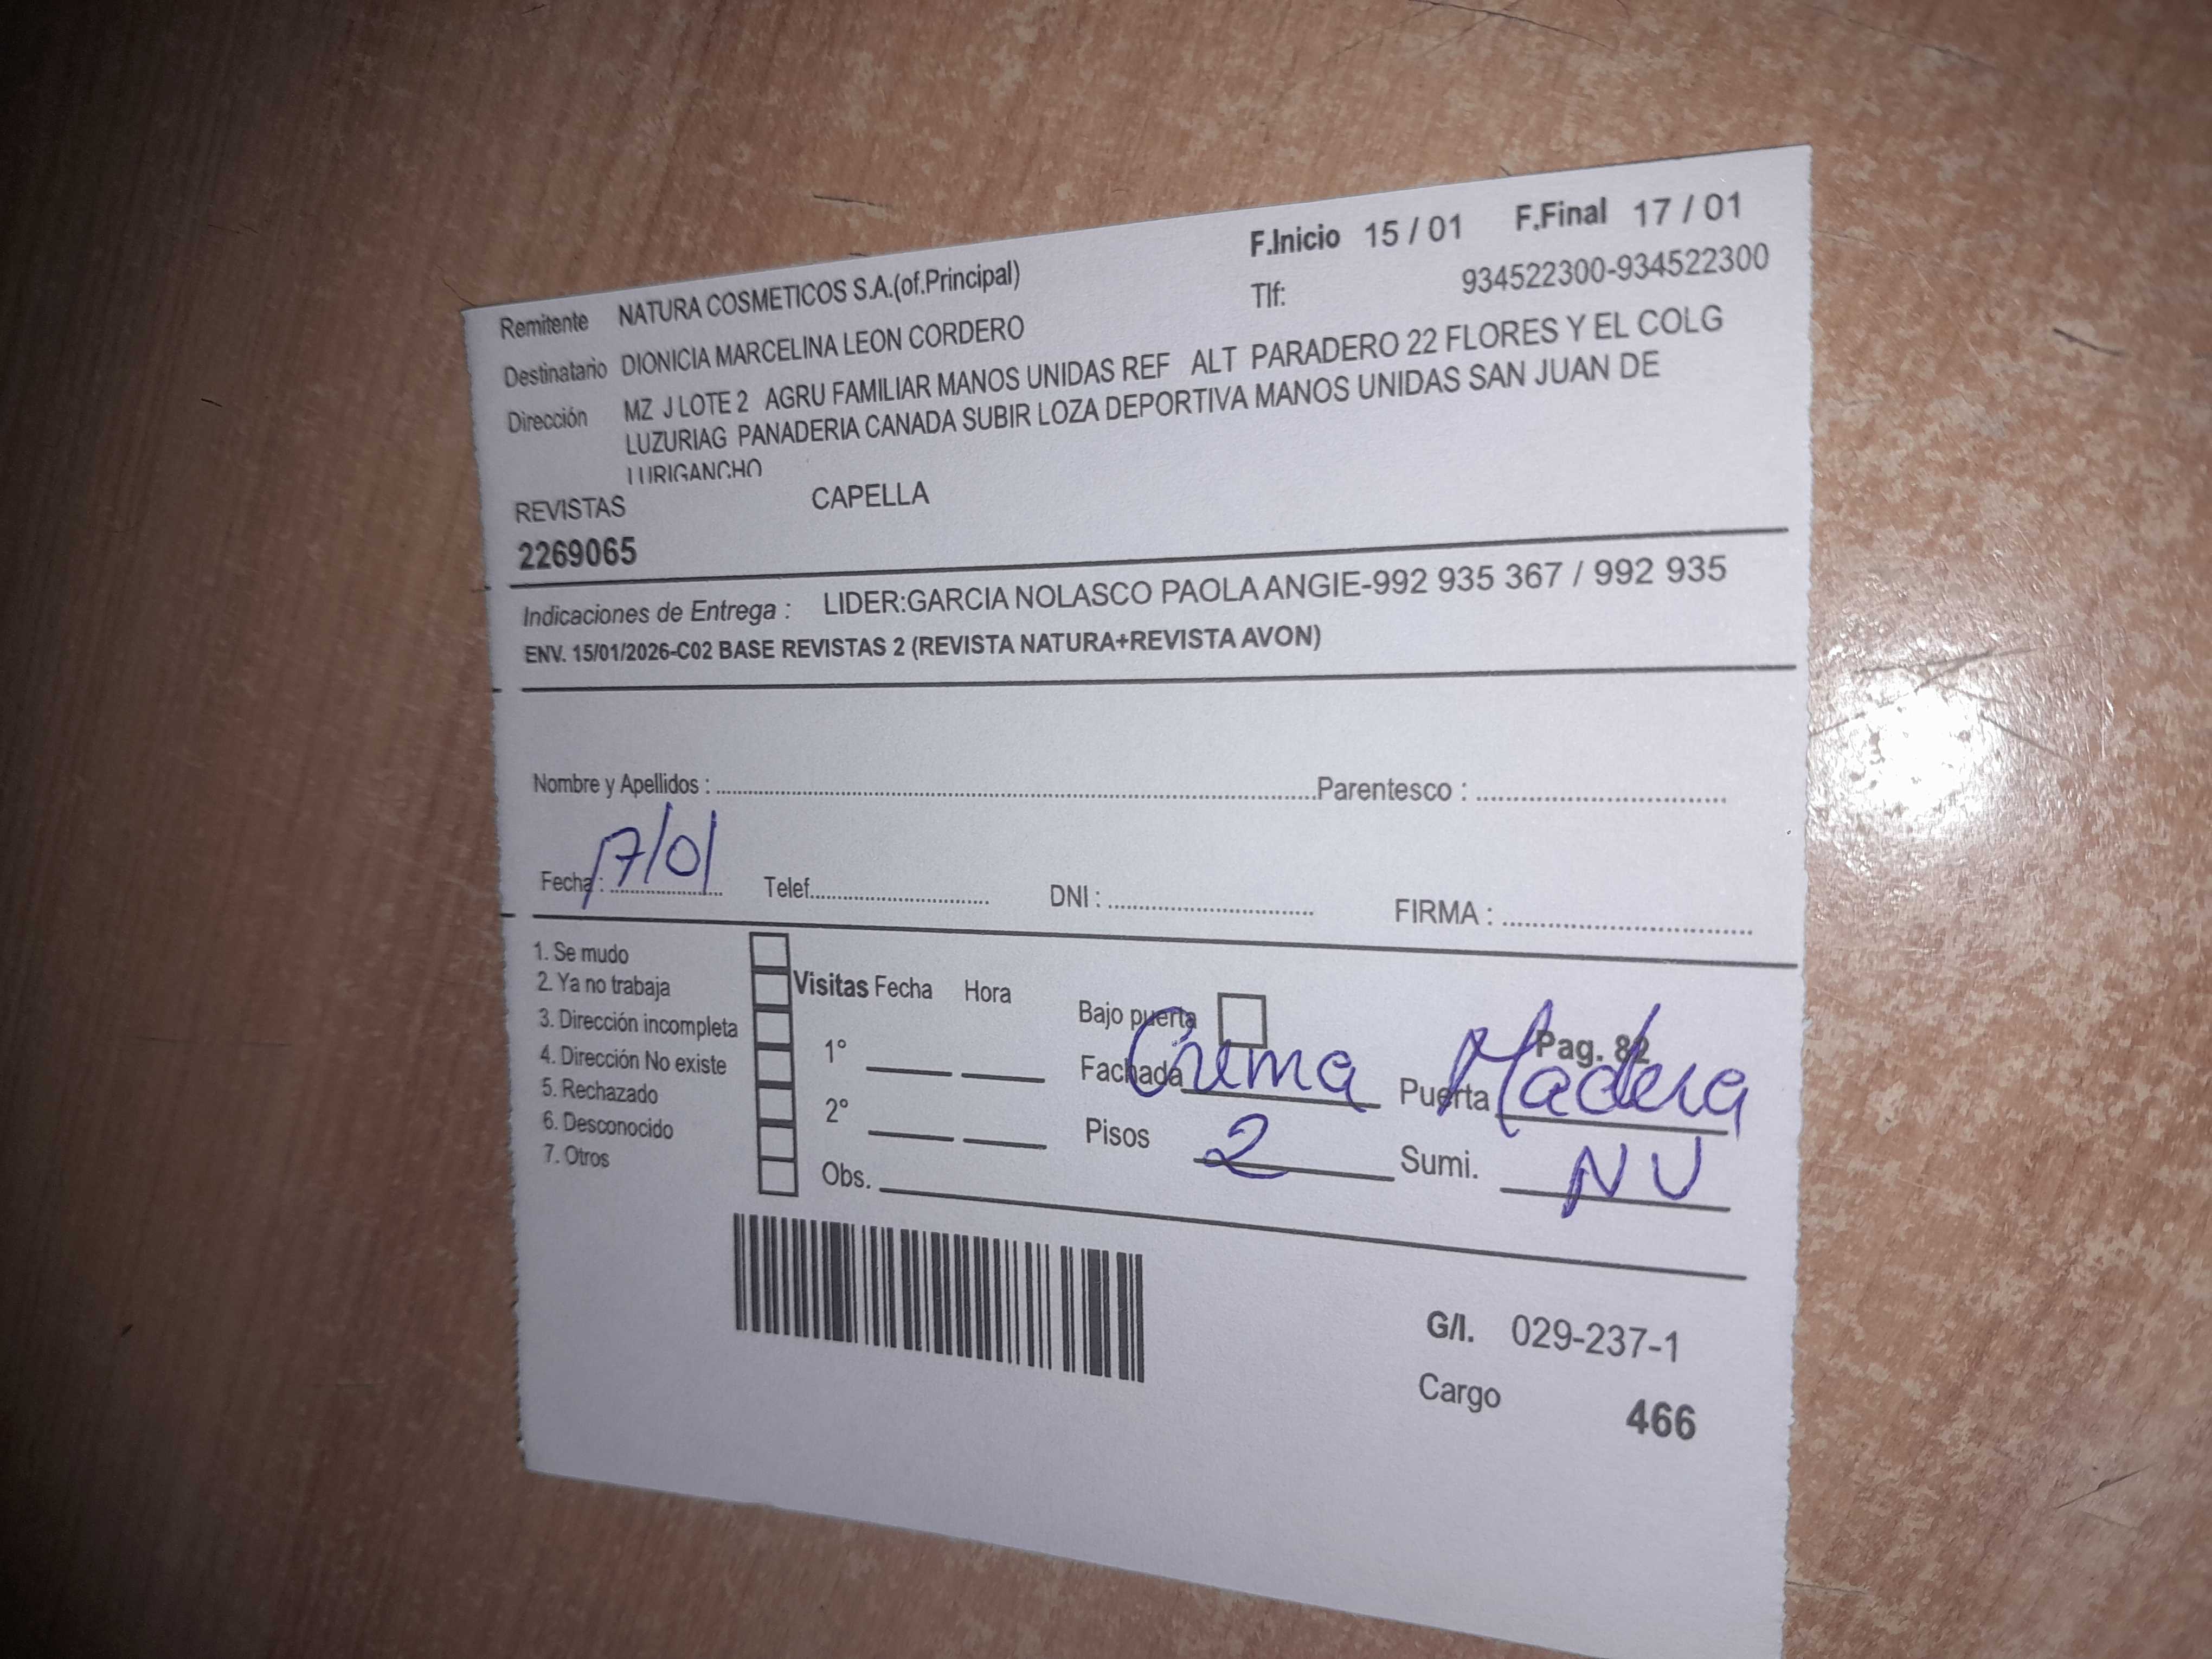 F.Inicio 15 / 01 F.Final 17 / 01
Remitente NATURA COSMETICOS S.A.(of.Principal) Tlf: 934522300-934522300
Destinatario DIONICIA MARCELINA LEON CORDERO
Dirección MZ J LOTE 2 AGRU FAMILIAR MANOS UNIDAS REF ALT PARADERO 22 FLORES Y EL COLG
LUZURIAG PANADERIA CANADA SUBIR LOZA DEPORTIVA MANOS UNIDAS SAN JUAN DE
LURIGANCHO
REVISTAS CAPELLA
2269065
Indicaciones de Entrega : LIDER:GARCIA NOLASCO PAOLA ANGIE-992 935 367 / 992 935
ENV. 15/01/2026-C02 BASE REVISTAS 2 (REVISTA NATURA+REVISTA AVON)
Nombre y Apellidos : Parentesco :
Fecha : 17/01 Telef. DNI : FIRMA :
1. Se mudo
2. Ya no trabaja
3. Dirección incompleta
4. Dirección No existe
5. Rechazado
6. Desconocido
7. Otros
Visitas Fecha Hora
1°
2°
Obs.
Bajo puerta Pag. 82
Fachada Crema Puerta Madera
Pisos 2 Sumi. NU
G/I. 029-237-1
Cargo 466